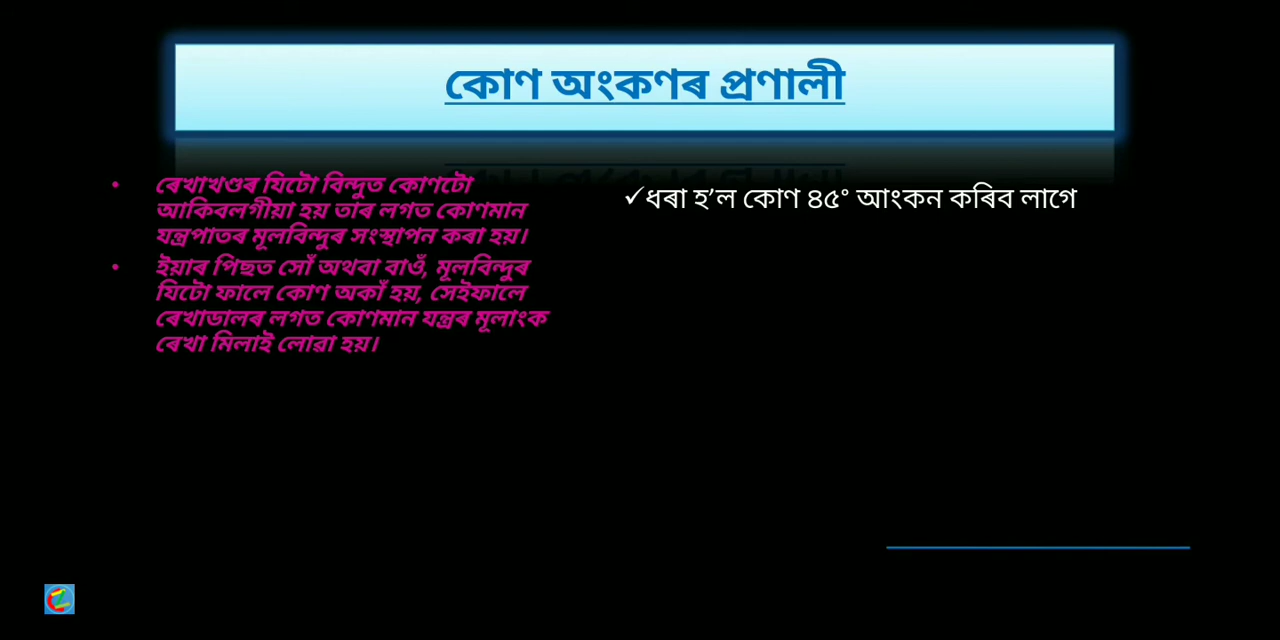 কোণ অংকণৰ প্ৰণালী
• ৰেখাখণ্ডৰ যিটো বিন্দুত কোণটো
আকিবলগীয়া হয় তাৰ লগত কোণমান
যন্ত্ৰপাতৰ মূলবিন্দুৰ সংস্থাপন কৰা হয়।
• ইয়াৰ পিছত সোঁ অথবা বাওঁ, মূলবিন্দুৰ
যিটো ফালে কোণ অকাঁ হয়, সেইফালে
ৰেখাডালৰ লগত কোণমান যন্ত্ৰৰ মূলাংক
ৰেখা মিলাই লোৱা হয়।
✓ধৰা হ’ল কোণ ৪৫° আংকন কৰিব লাগে